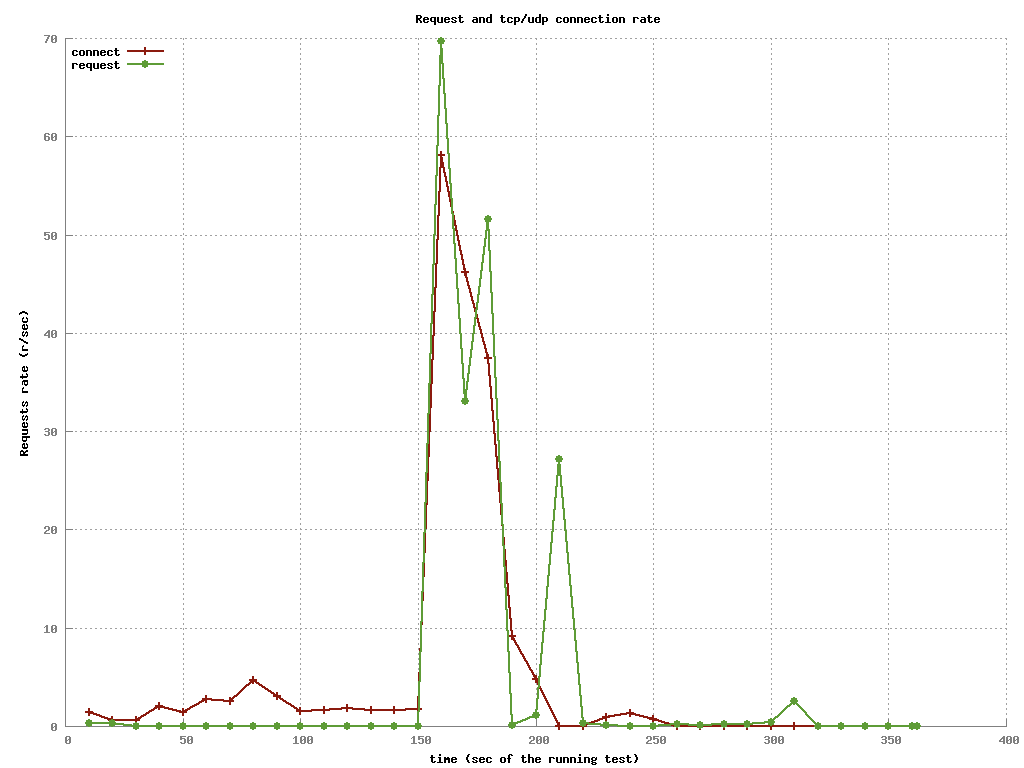 Request and tcp/udp connection rate
connect
request
70
60
50
40
30
20
10
0
Requests rate (r/sec)
0 50 100 150 200 250 300 350 400
time (sec of the running test)